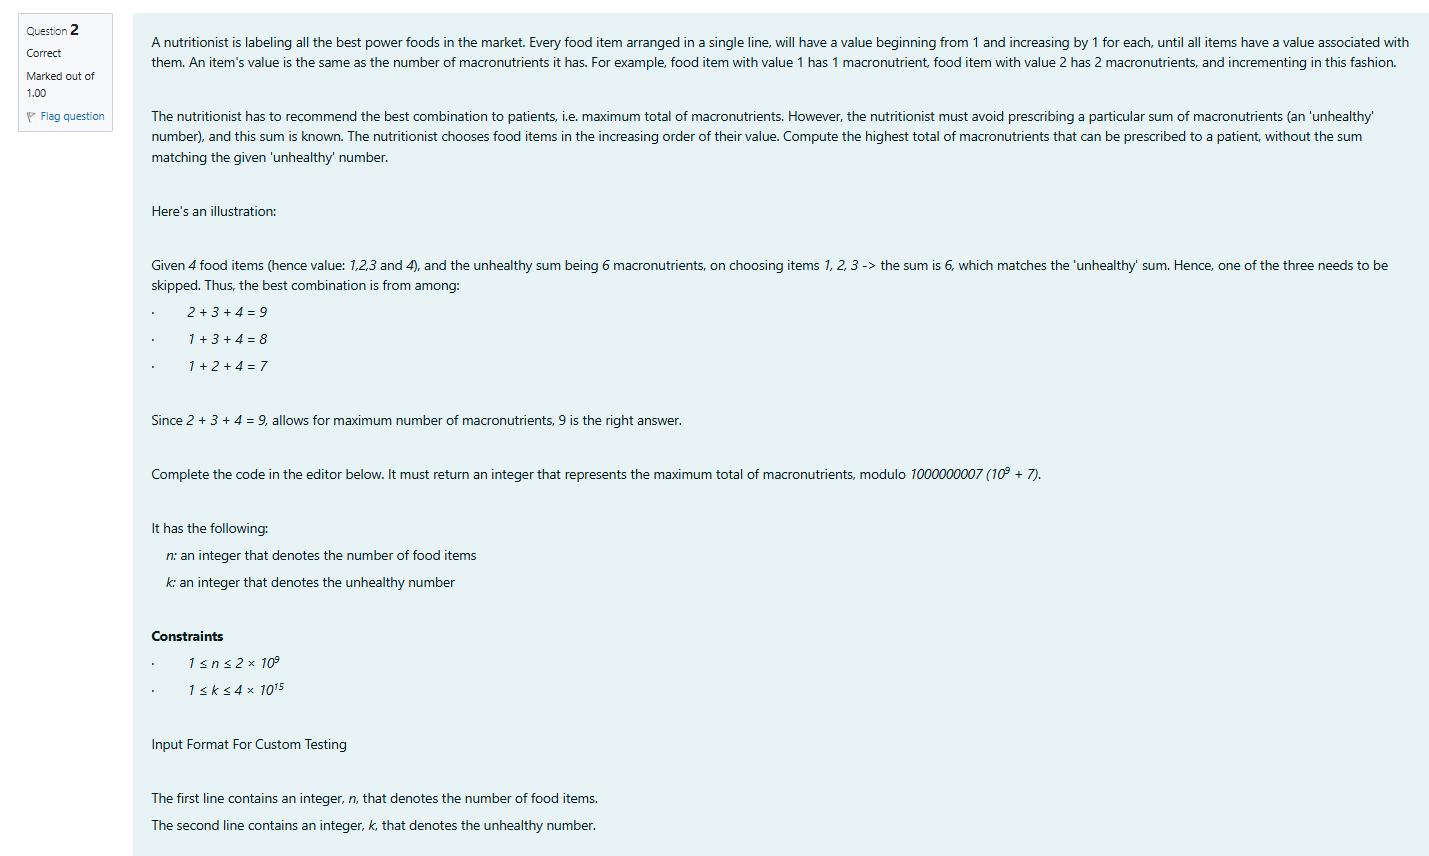 Question 2
Correct
Marked out of
1.00
Flag question
A nutritionist is labeling all the best power foods in the market. Every food item arranged in a single line, will have a value beginning from 1 and increasing by 1 for each, until all items have a value associated with
them. An item's value is the same as the number of macronutrients it has. For example, food item with value 1 has 1 macronutrient, food item with value 2 has 2 macronutrients, and incrementing in this fashion.
The nutritionist has to recommend the best combination to patients, i.e. maximum total of macronutrients. However, the nutritionist must avoid prescribing a particular sum of macronutrients (an 'unhealthy'
number), and this sum is known. The nutritionist chooses food items in the increasing order of their value. Compute the highest total of macronutrients that can be prescribed to a patient, without the sum
matching the given 'unhealthy' number.
Here's an illustration:
Given 4 food items (hence value: 1,2,3 and 4), and the unhealthy sum being 6 macronutrients, on choosing items 1, 2, 3 -> the sum is 6, which matches the 'unhealthy' sum. Hence, one of the three needs to be
skipped. Thus, the best combination is from among:
· 2 + 3 + 4 = 9
· 1 + 3 + 4 = 8
· 1 + 2 + 4 = 7
Since 2 + 3 + 4 = 9, allows for maximum number of macronutrients, 9 is the right answer.
Complete the code in the editor below. It must return an integer that represents the maximum total of macronutrients, modulo 1000000007 (10⁹ + 7).
It has the following:
n: an integer that denotes the number of food items
k: an integer that denotes the unhealthy number
Constraints
· 1 ≤ n ≤ 2 × 10⁹
· 1 ≤ k ≤ 4 × 10¹⁵
Input Format For Custom Testing
The first line contains an integer, n, that denotes the number of food items.
The second line contains an integer, k, that denotes the unhealthy number.